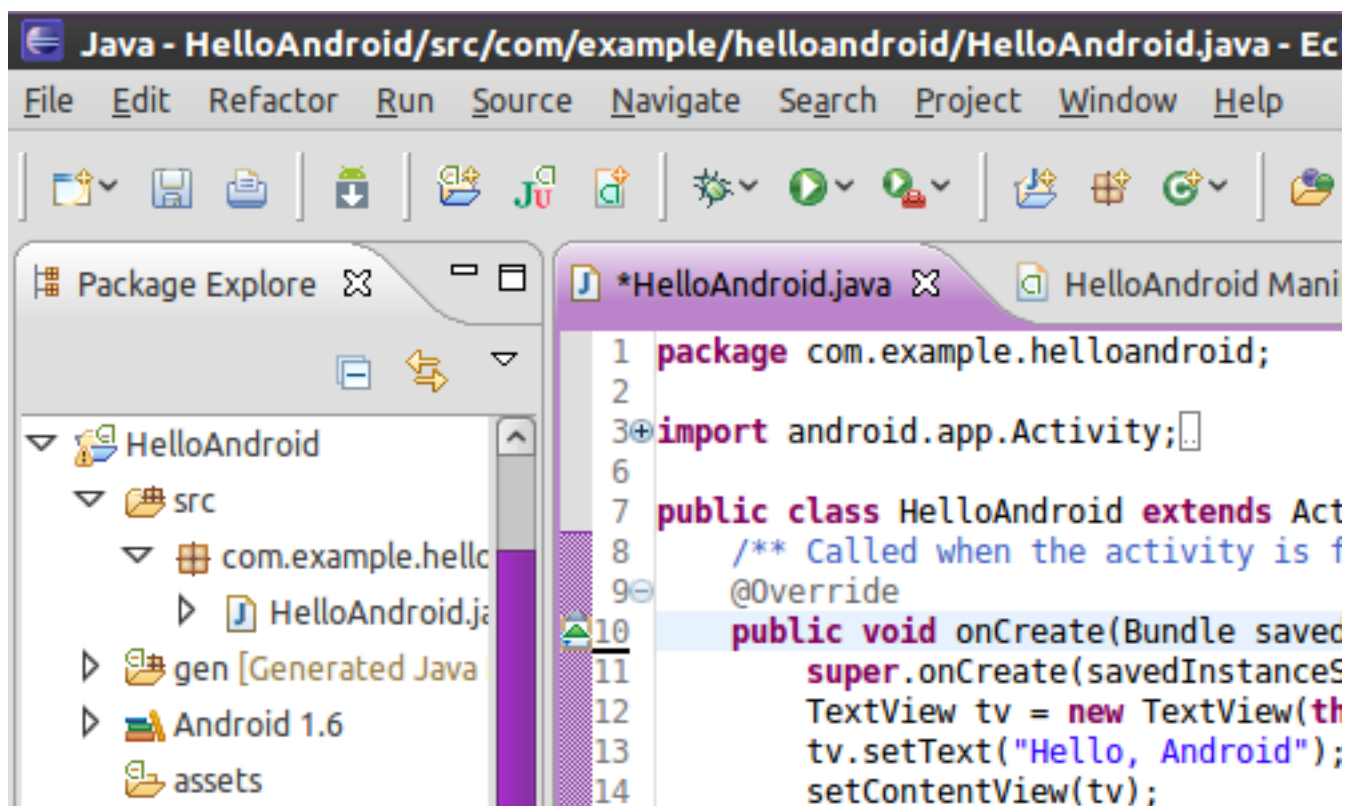 Java - HelloAndroid/src/com/example/helloandroid/HelloAndroid.java - Ec
File Edit Refactor Run Source Navigate Search Project Window Help
Package Explore
*HelloAndroid.java
HelloAndroid Mani
HelloAndroid
src
com.example.hello
HelloAndroid.ja
gen [Generated Java
Android 1.6
assets
1 package com.example.helloandroid;
2
3 import android.app.Activity;
6
7 public class HelloAndroid extends Act
8 /** Called when the activity is f
9 @Override
10 public void onCreate(Bundle saved
11 super.onCreate(savedInstanceS
12 TextView tv = new TextView(th
13 tv.setText("Hello, Android");
14 setContentView(tv);